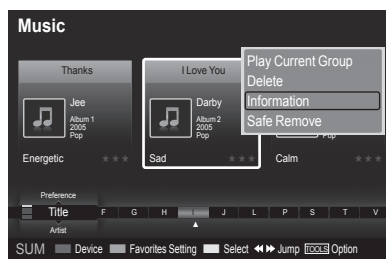 Music
Thanks
Jee
Album 1
2005
Pop
Energetic
I Love You
Darby
Album 2
2005
Pop
Sad
Play Current Group
Delete
Information
Safe Remove
Pop
Calm
Preference
Title F G H I J L P S T V
Artist
SUM Device Favorites Setting Select Jump TOOLS Option